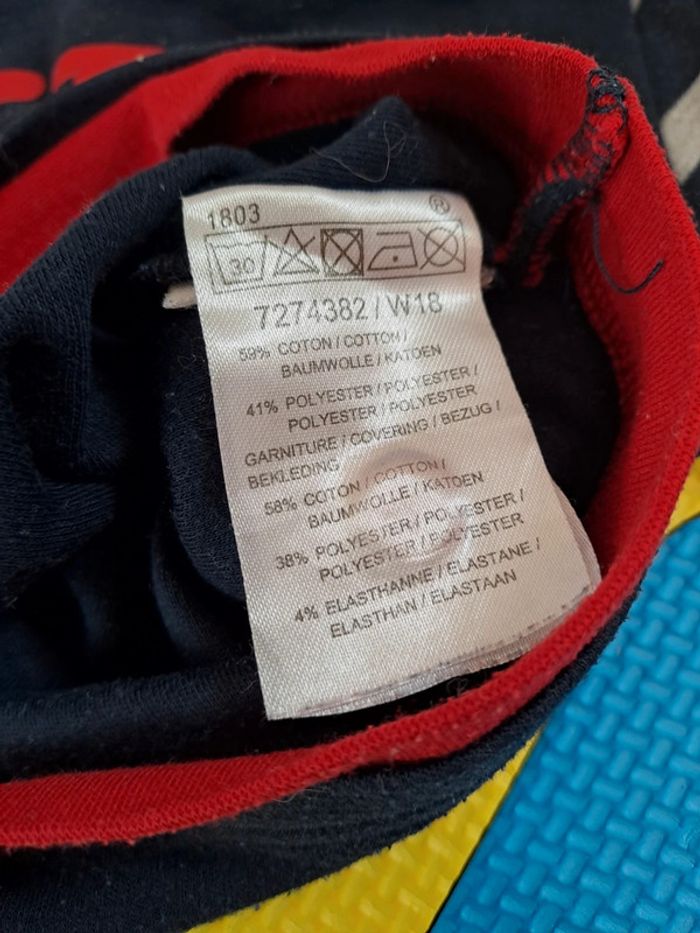 1803 ®
30
7274382 / W18
59% COTON / COTTON /
BAUMWOLLE / KATOEN
41% POLYESTER / POLYESTER /
POLYESTER / POLYESTER
GARNITURE / COVERING / BEZUG /
BEKLEDING
58% COTON / COTTON /
BAUMWOLLE / KATOEN
38% POLYESTER / POLYESTER /
POLYESTER / POLYESTER
4% ELASTHANNE / ELASTANE /
ELASTHAN / ELASTAAN